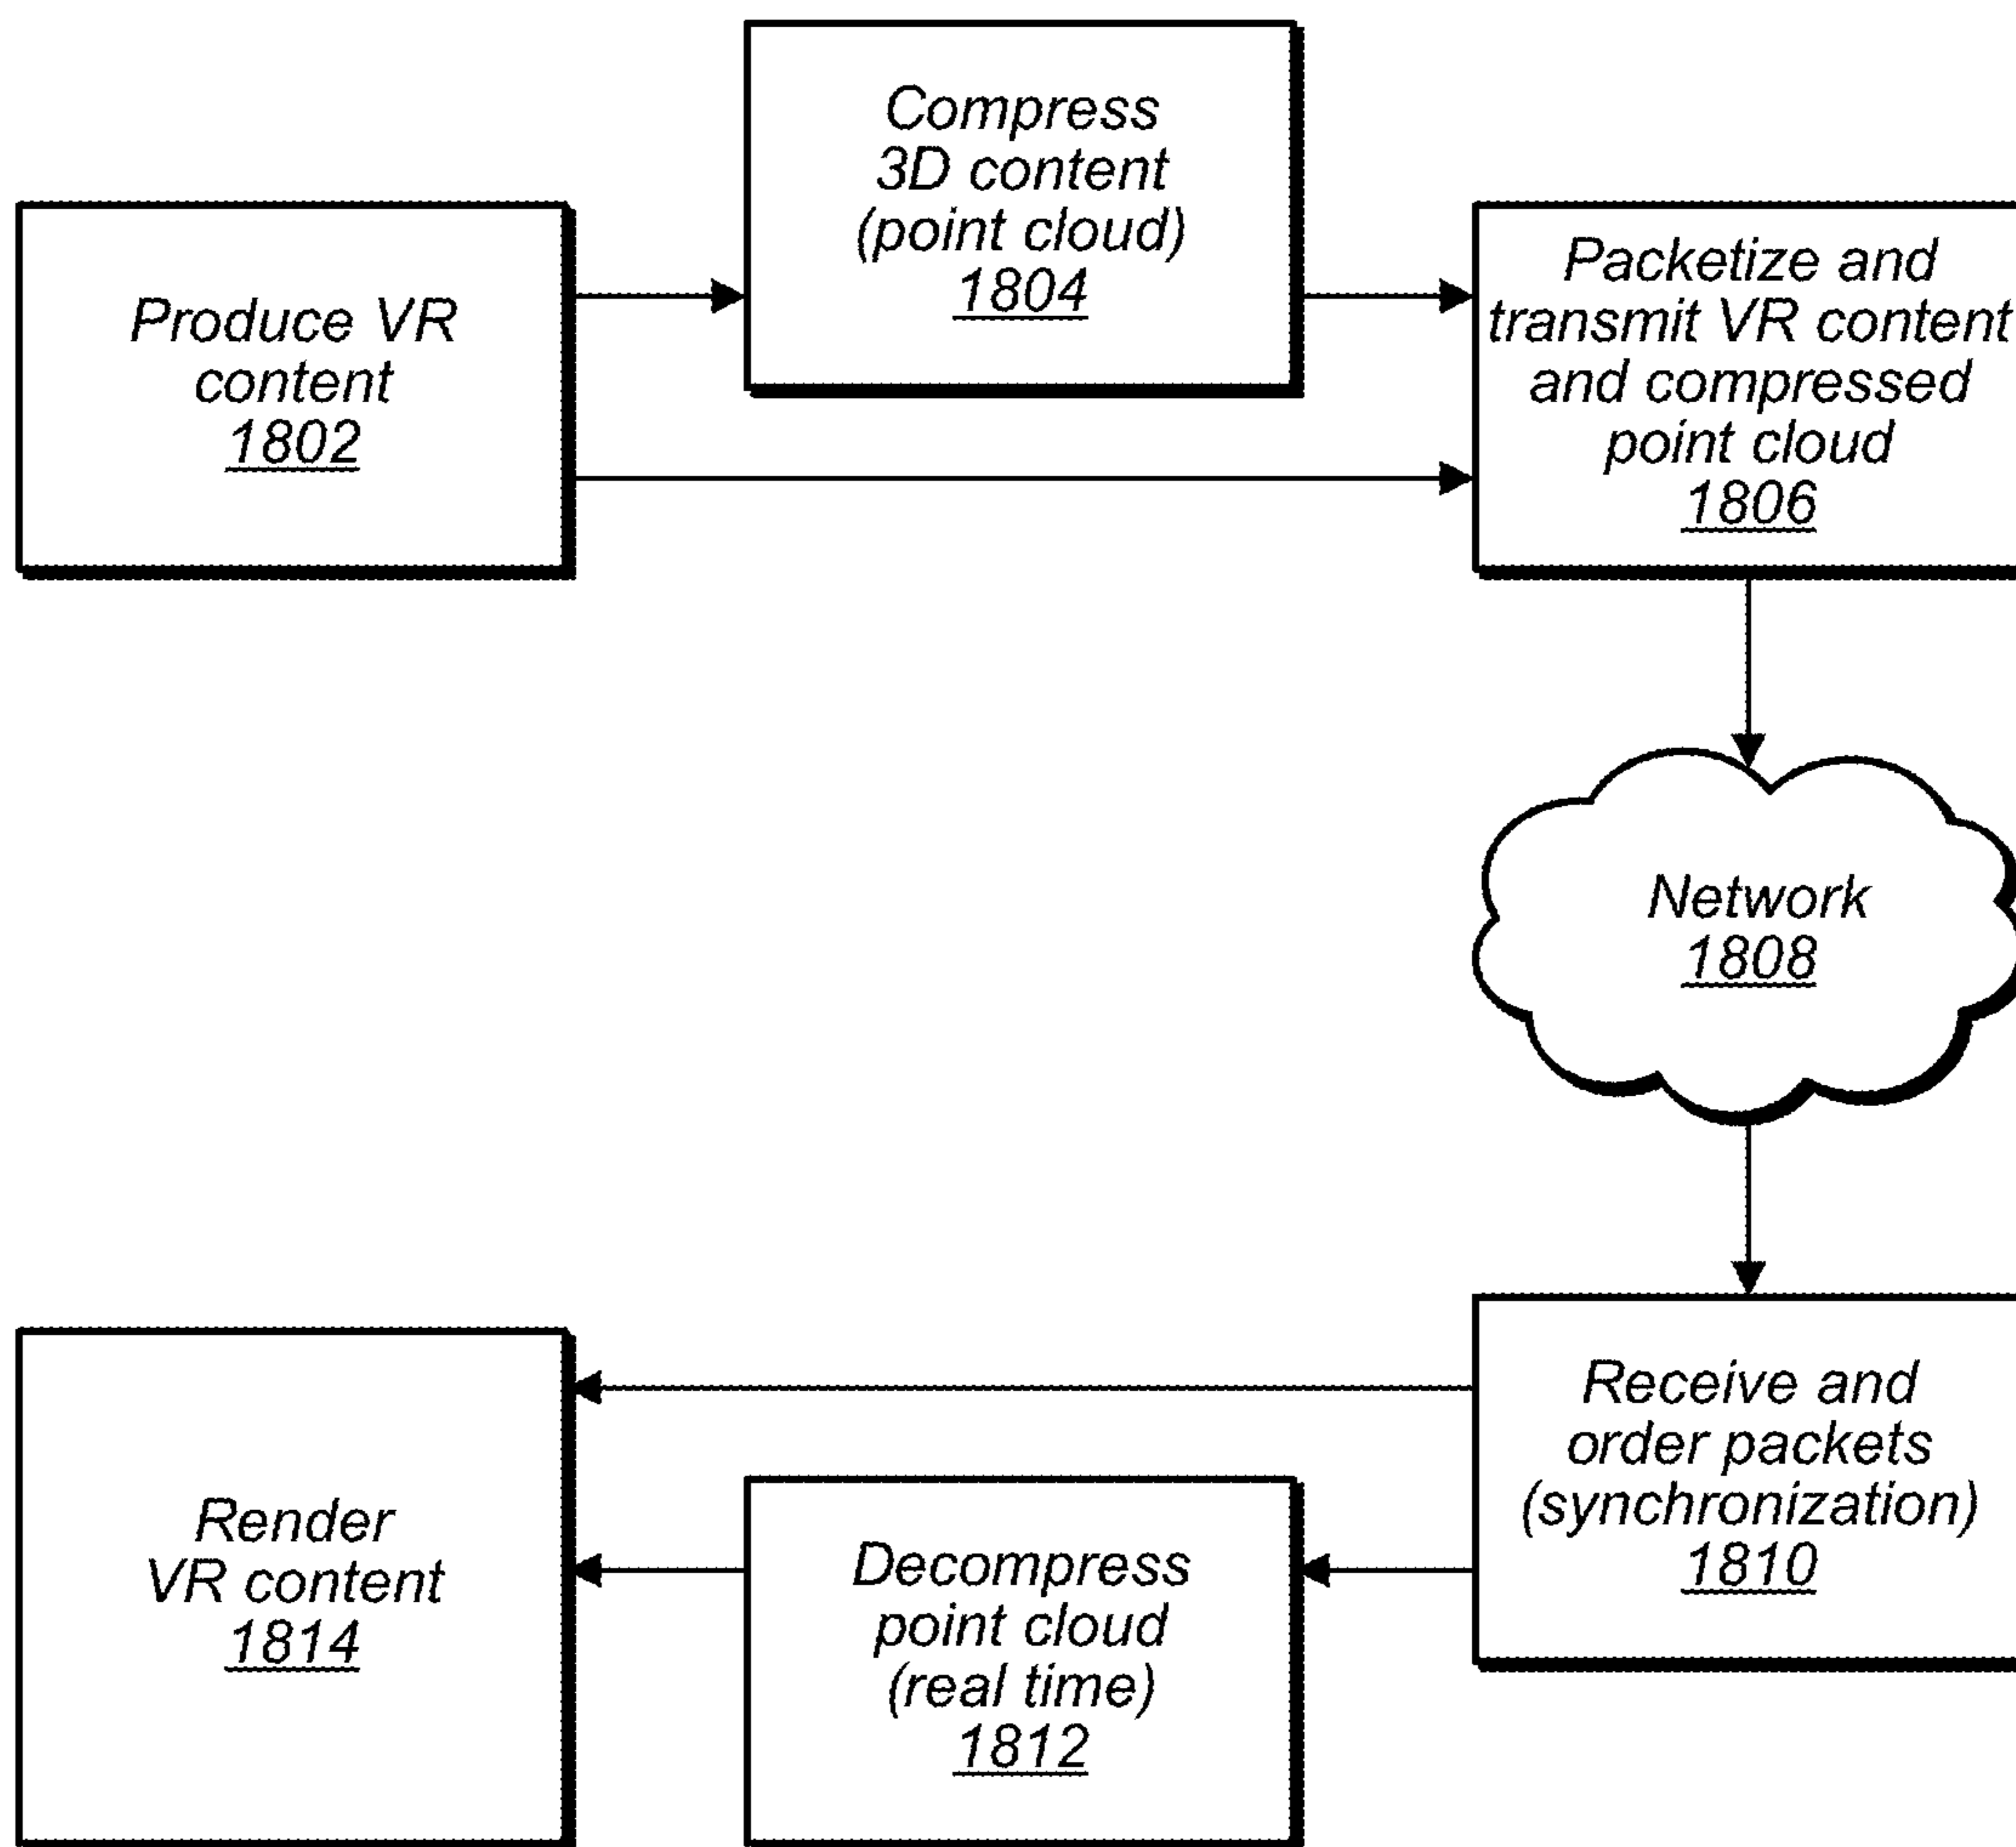 Produce VR
content
1802
Compress
3D content
(point cloud)
1804
Packetize and
transmit VR content
and compressed
point cloud
1806
Network
1808
Receive and
order packets
(synchronization)
1810
Decompress
point cloud
(real time)
1812
Render
VR content
1814